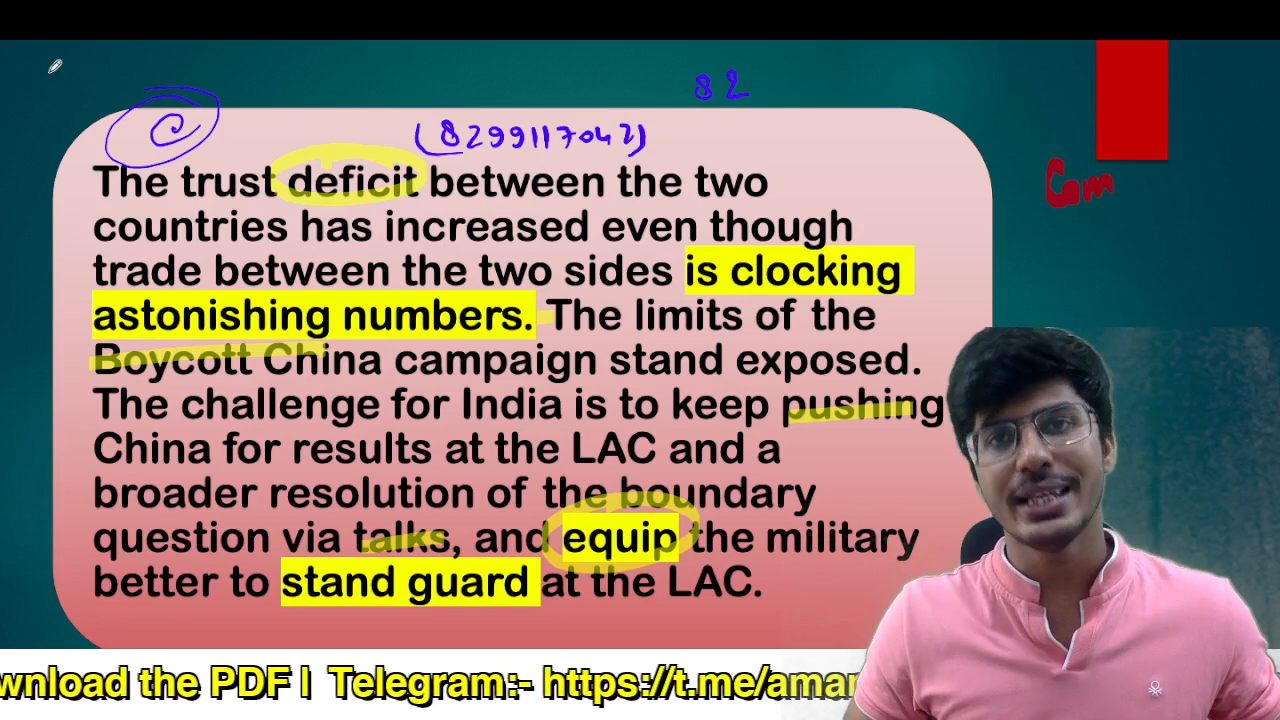 82
(8299117042)
The trust deficit between the two
countries has increased even though
trade between the two sides is clocking
astonishing numbers. The limits of the
Boycott China campaign stand exposed.
The challenge for India is to keep pushing
China for results at the LAC and a
broader resolution of the boundary
question via talks, and equip the military
better to stand guard at the LAC.
Com
wnload the PDF I Telegram:- https://t.me/aman